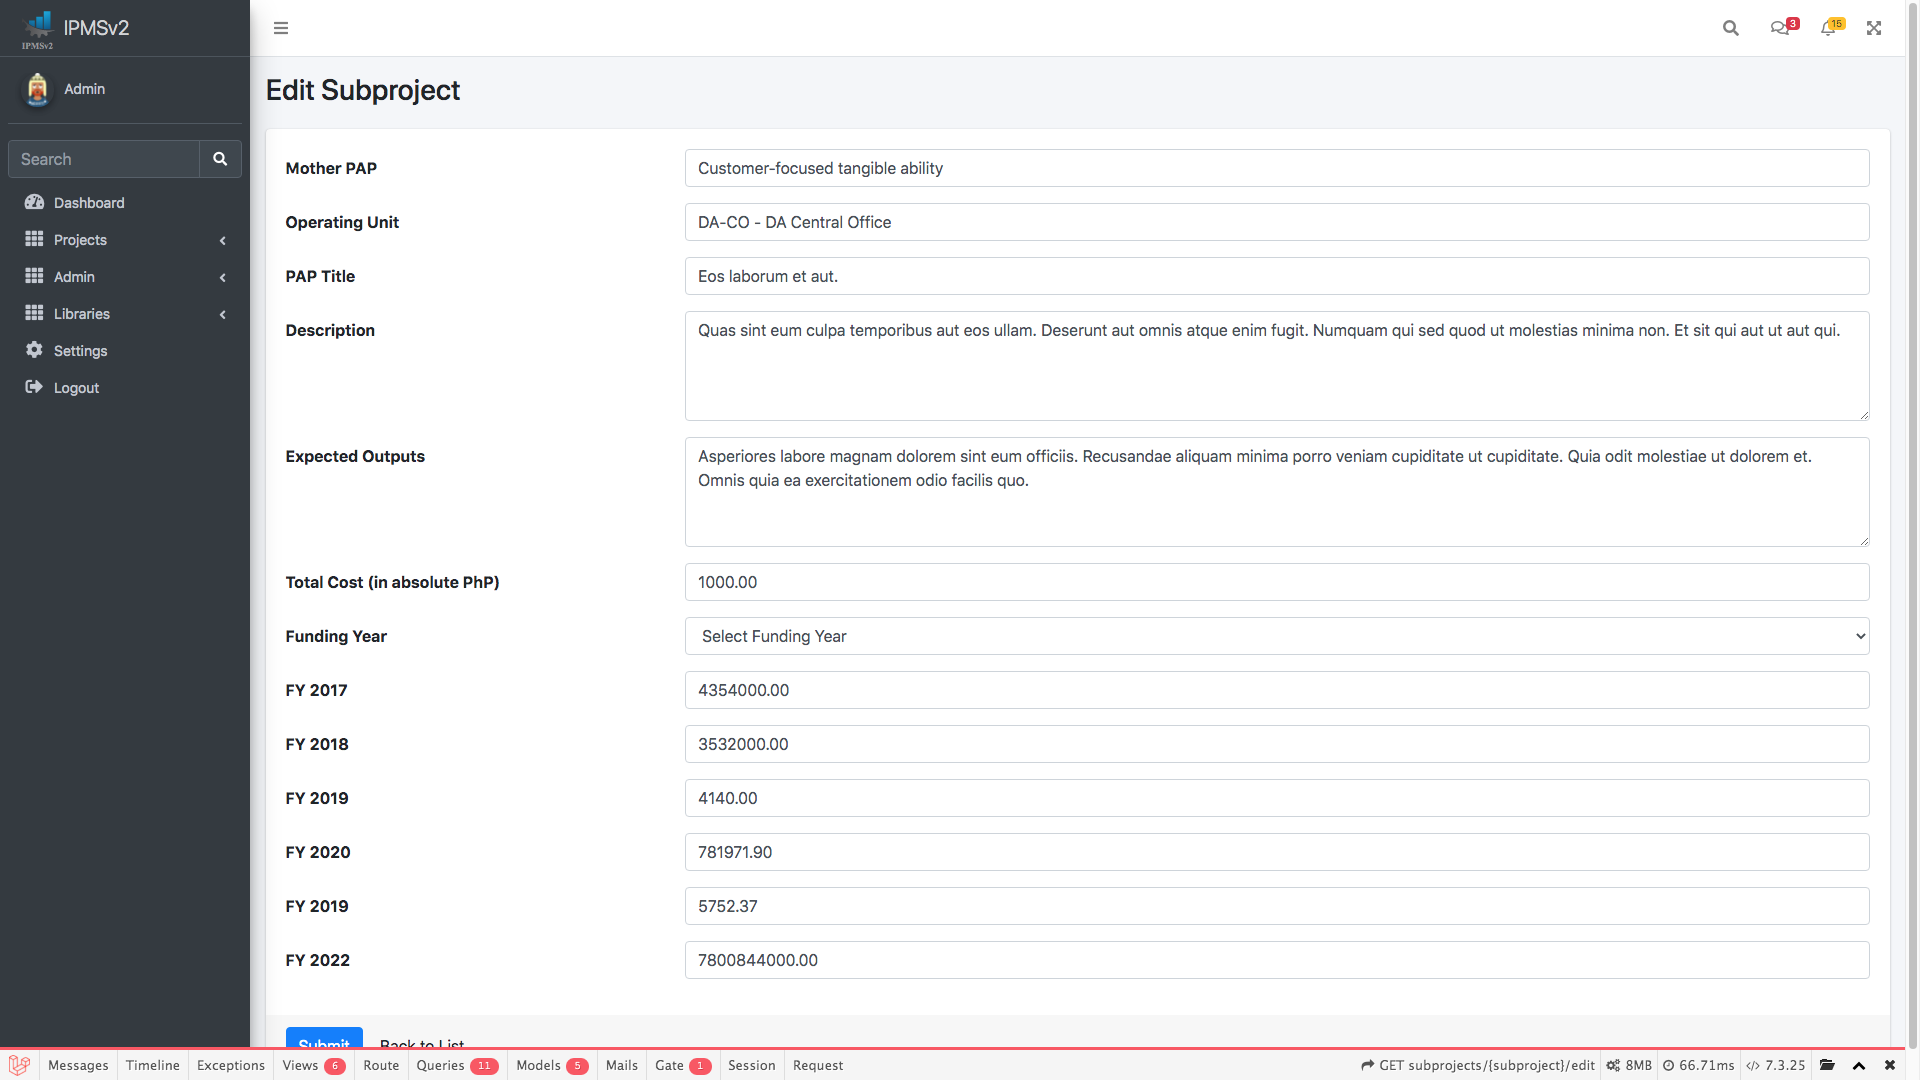 IPMSv2
IPMSv2
Admin
Search
Dashboard
Projects
Admin
Libraries
Settings
Logout
3
15
Edit Subproject
Mother PAP
Customer-focused tangible ability
Operating Unit
DA-CO - DA Central Office
PAP Title
Eos laborum et aut.
Description
Quas sint eum culpa temporibus aut eos ullam. Deserunt aut omnis atque enim fugit. Numquam qui sed quod ut molestias minima non. Et sit qui aut ut aut qui.
Expected Outputs
Asperiores labore magnam dolorem sint eum officiis. Recusandae aliquam minima porro veniam cupiditate ut cupiditate. Quia odit molestiae ut dolorem et.
Omnis quia ea exercitationem odio facilis quo.
Total Cost (in absolute PhP)
1000.00
Funding Year
Select Funding Year
FY 2017
4354000.00
FY 2018
3532000.00
FY 2019
4140.00
FY 2020
781971.90
FY 2019
5752.37
FY 2022
7800844000.00
Submit
Back to List
Messages
Timeline
Exceptions
Views 6
Route
Queries 11
Models 5
Mails
Gate 1
Session
Request
GET subprojects/{subproject}/edit
8MB
66.71ms
7.3.25